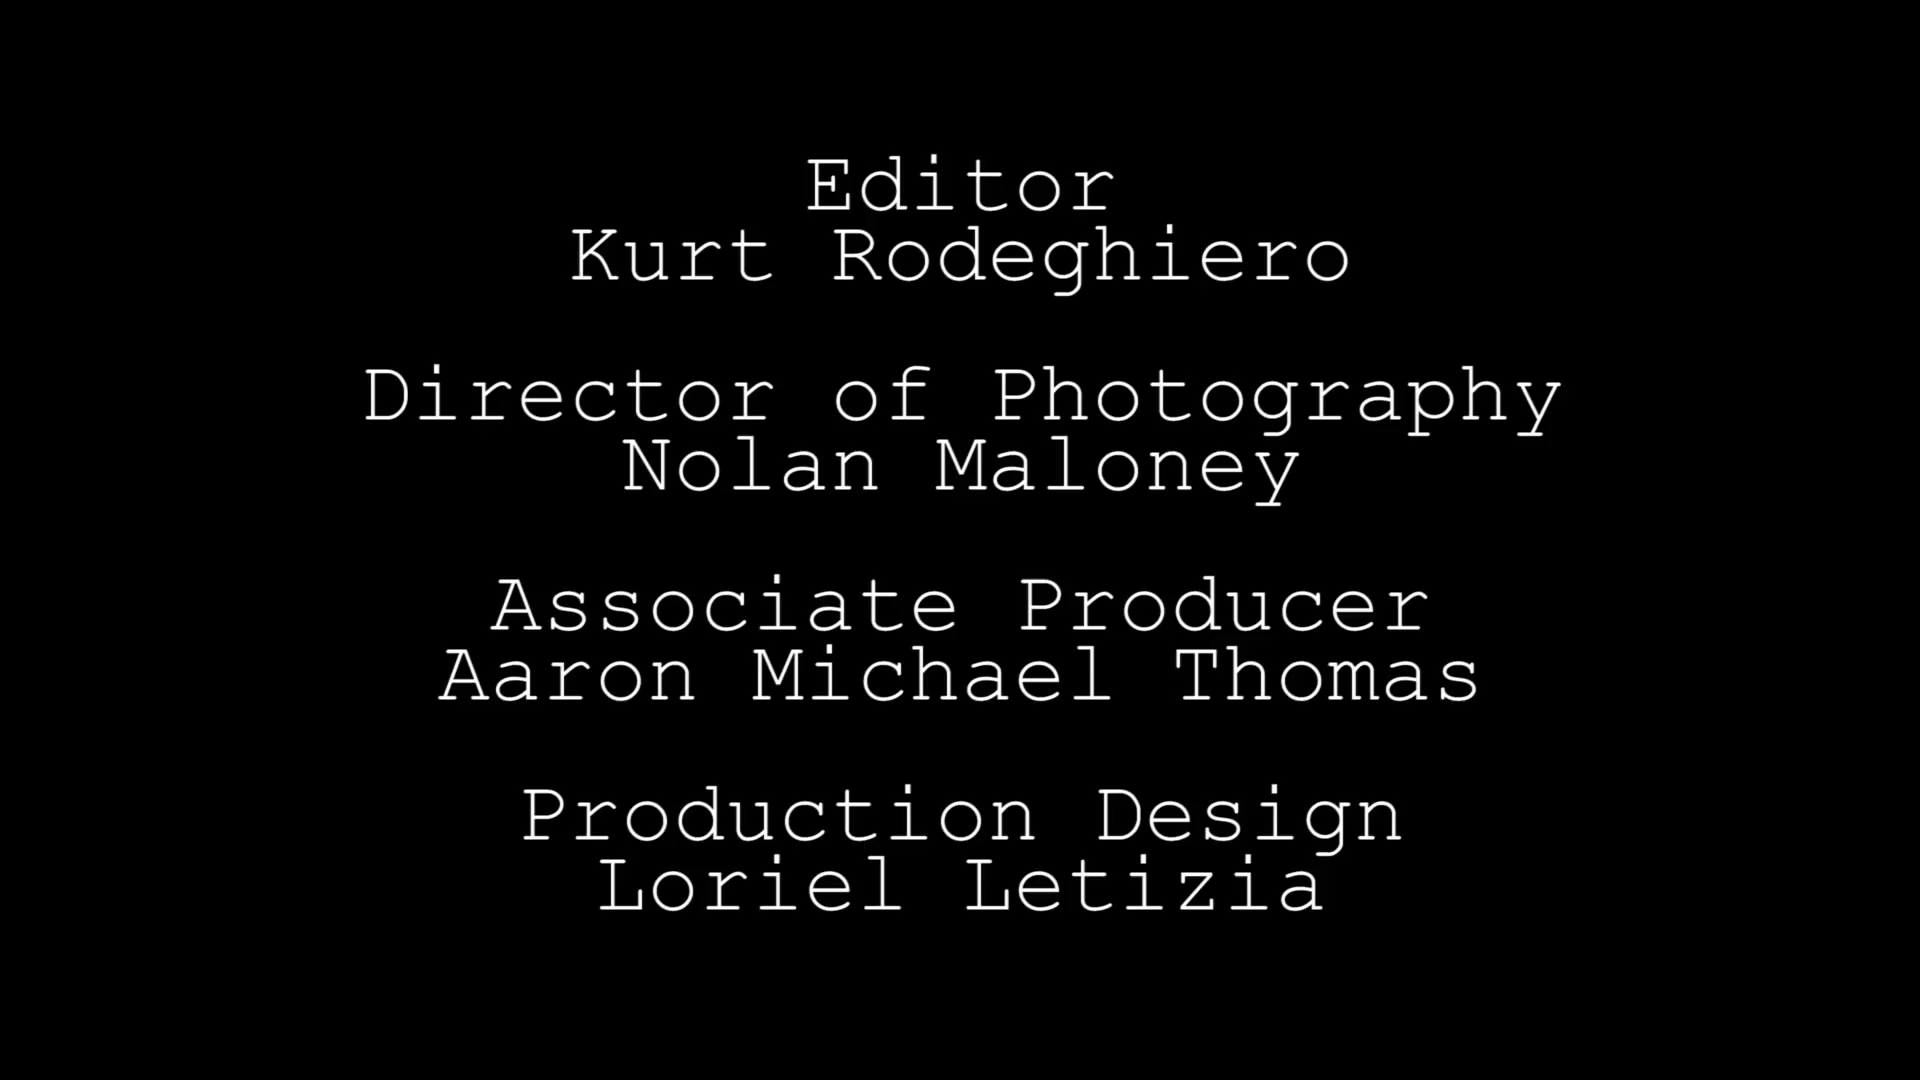 Editor
Kurt Rodeghiero
Director of Photography
Nolan Maloney
Associate Producer
Aaron Michael Thomas
Production Design
Loriel Letizia